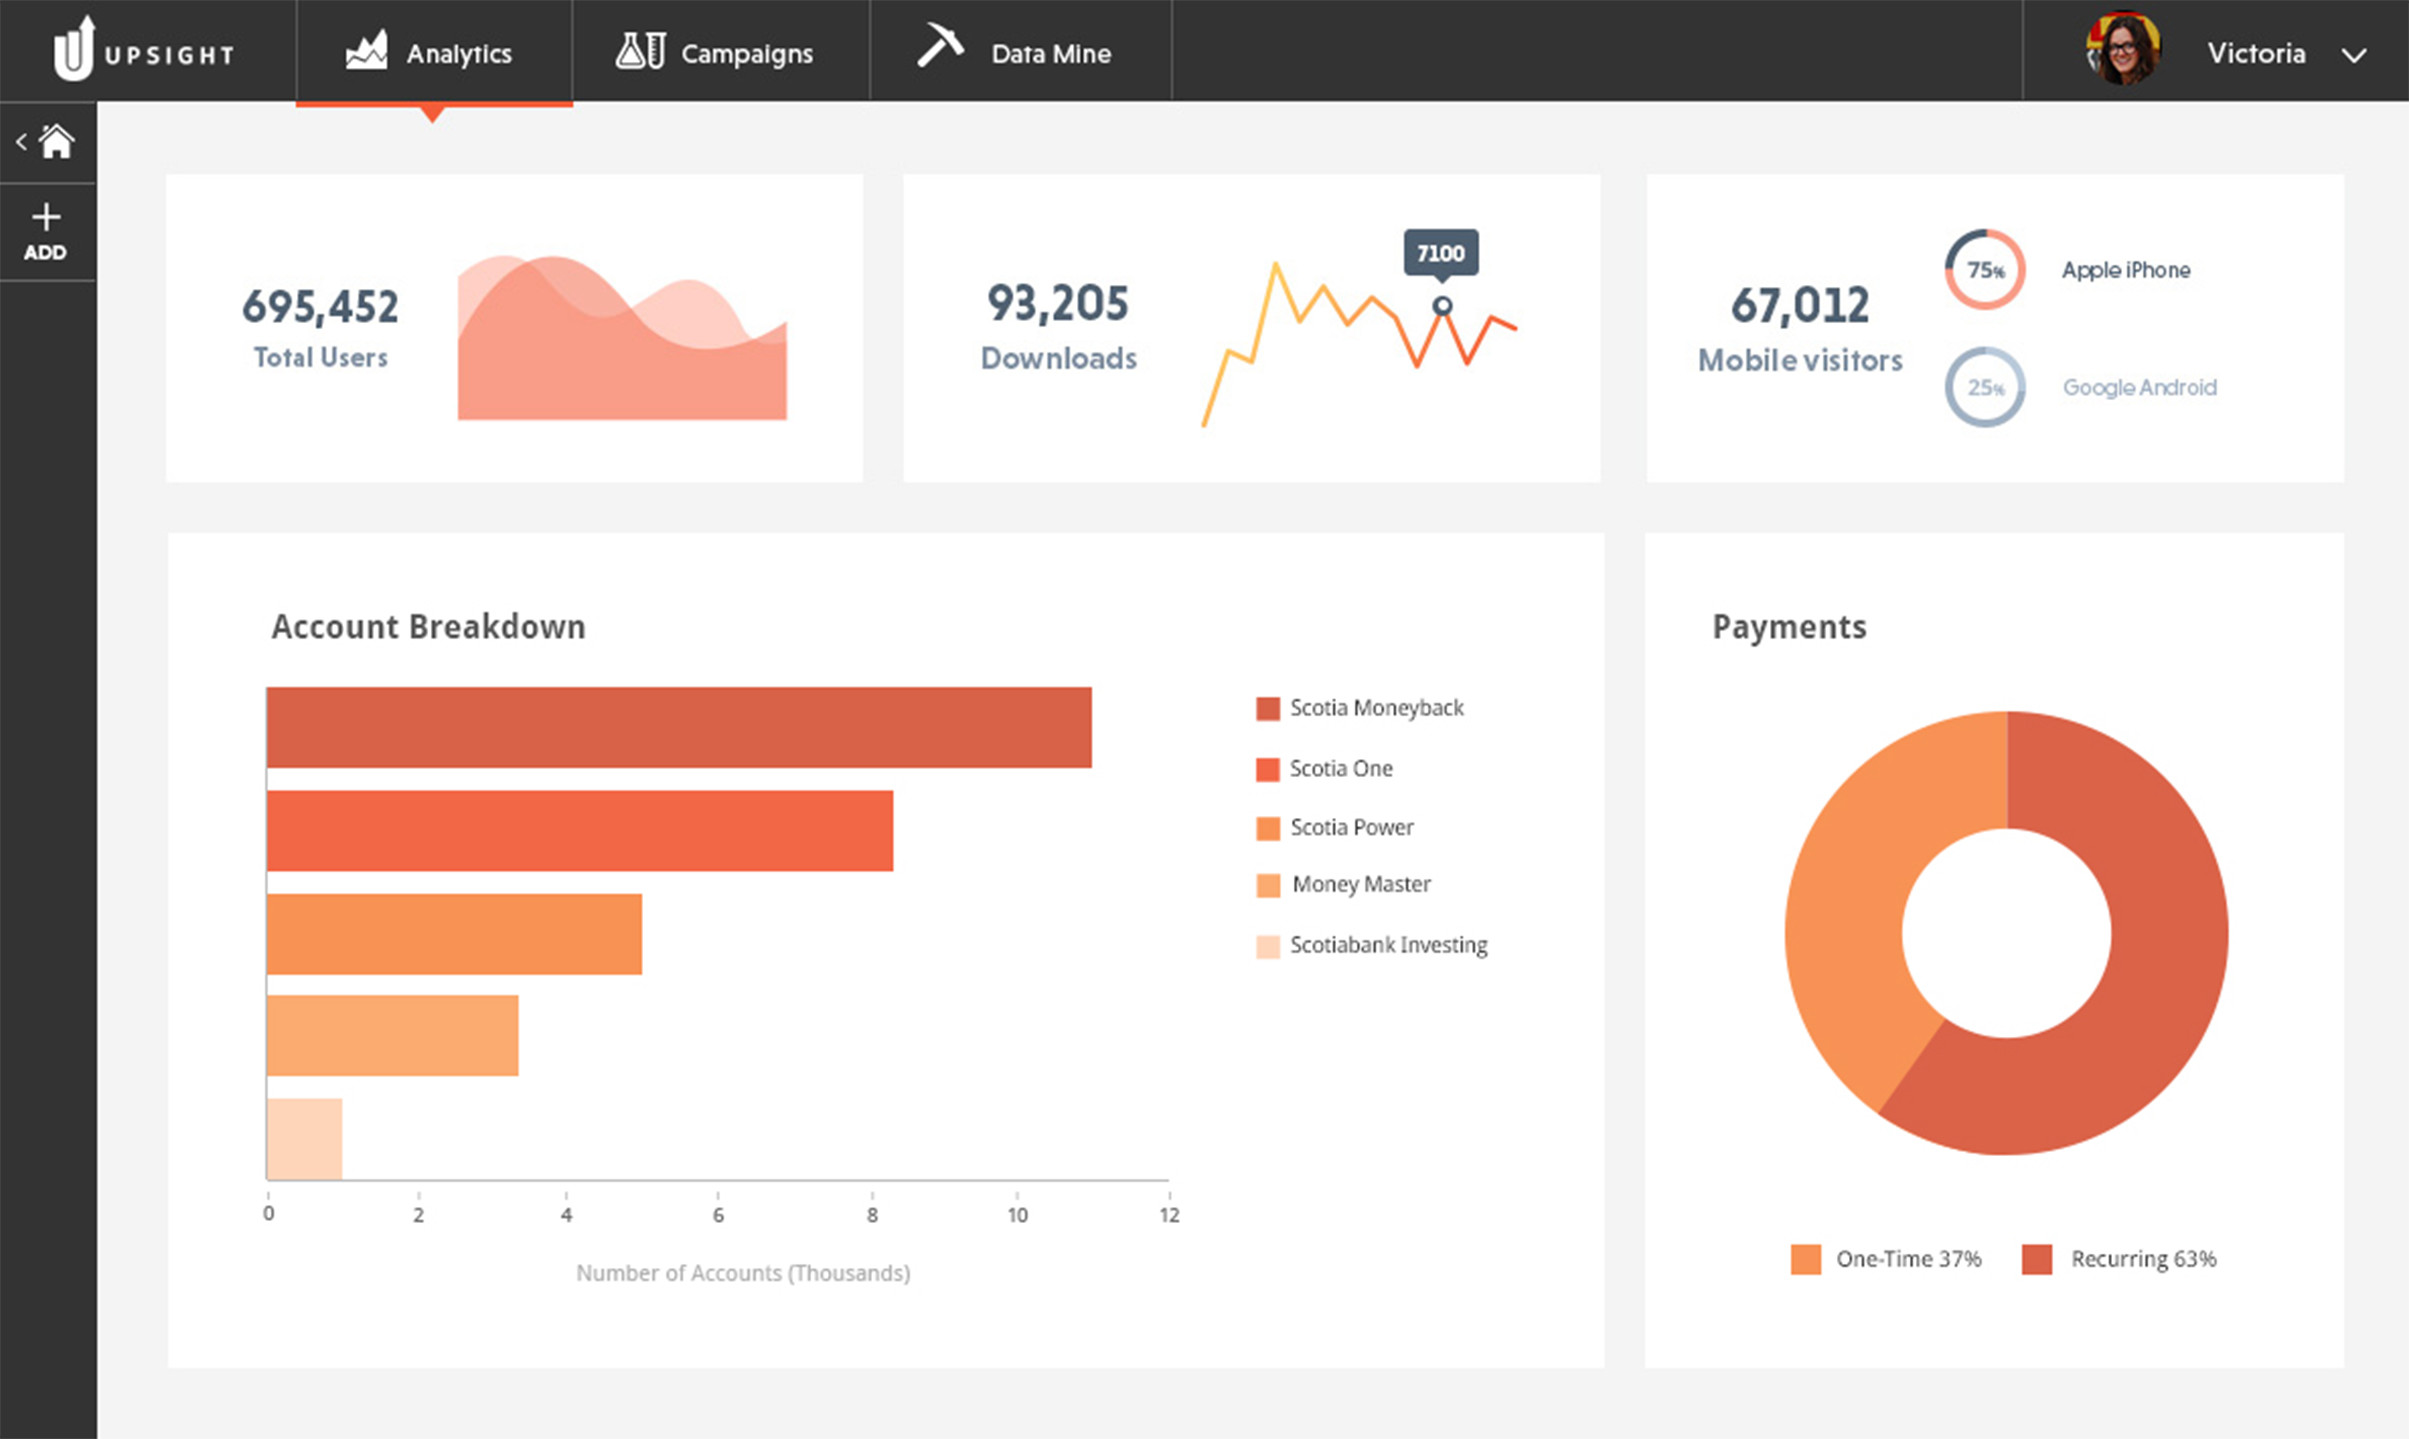 UPSIGHT
Analytics
Campaigns
Data Mine
Victoria
<
ADD
695,452
Total Users
93,205
Downloads
7100
67,012
Mobile visitors
75%
Apple iPhone
25%
Google Android
Account Breakdown
Scotia Moneyback
Scotia One
Scotia Power
Money Master
Scotiabank Investing
0 2 4 6 8 10 12
Number of Accounts (Thousands)
Payments
One-Time 37%
Recurring 63%